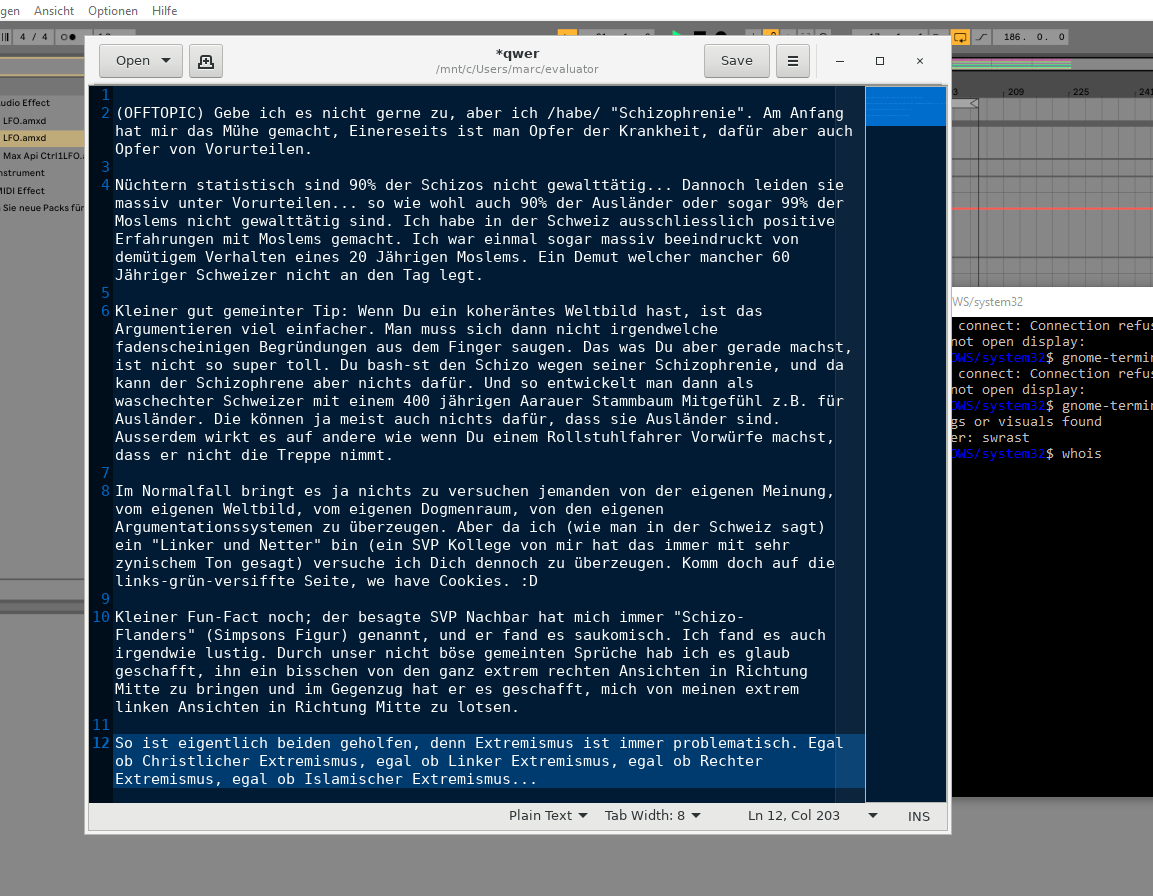 gen Ansicht Optionen Hilfe
4 / 4
186. 0. 0
Open
*qwer
/mnt/c/Users/marc/evaluator
Save
209 225 241
udio Effect
LFO.amxd
LFO.amxd
Max Api Ctrl1LFO.
nstrument
MIDI Effect
Sie neue Packs für
1
2 (OFFTOPIC) Gebe ich es nicht gerne zu, aber ich /habe/ "Schizophrenie". Am Anfang
hat mir das Mühe gemacht, Einereseits ist man Opfer der Krankheit, dafür aber auch
Opfer von Vorurteilen.
3
4 Nüchtern statistisch sind 90% der Schizos nicht gewalttätig... Dannoch leiden sie
massiv unter Vorurteilen... so wie wohl auch 90% der Ausländer oder sogar 99% der
Moslems nicht gewalttätig sind. Ich habe in der Schweiz ausschliesslich positive
Erfahrungen mit Moslems gemacht. Ich war einmal sogar massiv beeindruckt von
demütigem Verhalten eines 20 Jährigen Moslems. Ein Demut welcher mancher 60
Jähriger Schweizer nicht an den Tag legt.
5
6 Kleiner gut gemeinter Tip: Wenn Du ein koheräntes Weltbild hast, ist das
Argumentieren viel einfacher. Man muss sich dann nicht irgendwelche
fadenscheinigen Begründungen aus dem Finger saugen. Das was Du aber gerade machst,
ist nicht so super toll. Du bash-st den Schizo wegen seiner Schizophrenie, und da
kann der Schizophrene aber nichts dafür. Und so entwickelt man dann als
waschechter Schweizer mit einem 400 jährigen Aarauer Stammbaum Mitgefühl z.B. für
Ausländer. Die können ja meist auch nichts dafür, dass sie Ausländer sind.
Ausserdem wirkt es auf andere wie wenn Du einem Rollstuhlfahrer Vorwürfe machst,
dass er nicht die Treppe nimmt.
7
8 Im Normalfall bringt es ja nichts zu versuchen jemanden von der eigenen Meinung,
vom eigenen Weltbild, vom eigenen Dogmenraum, von den eigenen
Argumentationssystemen zu überzeugen. Aber da ich (wie man in der Schweiz sagt)
ein "Linker und Netter" bin (ein SVP Kollege von mir hat das immer mit sehr
zynischem Ton gesagt) versuche ich Dich dennoch zu überzeugen. Komm doch auf die
links-grün-versiffte Seite, we have Cookies. :D
9
10 Kleiner Fun-Fact noch; der besagte SVP Nachbar hat mich immer "Schizo-
Flanders" (Simpsons Figur) genannt, und er fand es saukomisch. Ich fand es auch
irgendwie lustig. Durch unser nicht böse gemeinten Sprüche hab ich es glaub
geschafft, ihn ein bisschen von den ganz extrem rechten Ansichten in Richtung
Mitte zu bringen und im Gegenzug hat er es geschafft, mich von meinen extrem
linken Ansichten in Richtung Mitte zu lotsen.
11
12 So ist eigentlich beiden geholfen, denn Extremismus ist immer problematisch. Egal
ob Christlicher Extremismus, egal ob Linker Extremismus, egal ob Rechter
Extremismus, egal ob Islamischer Extremismus...
Plain Text Tab Width: 8 Ln 12, Col 203 INS
WS/system32
connect: Connection refus
not open display:
OWS/system32$ gnome-termin
connect: Connection refus
not open display:
OWS/system32$ gnome-termin
gs or visuals found
er: swrast
OWS/system32$ whois